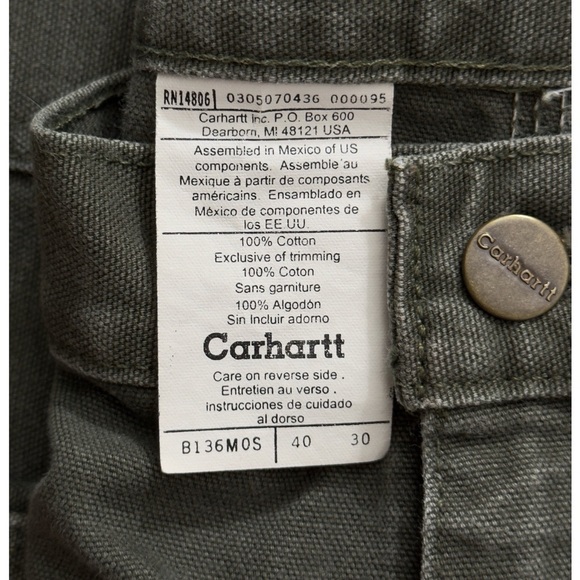 RN14806 0305070436 000095
Carhartt Inc. P.O. Box 600
Dearborn, MI 48121 USA
Assembled in Mexico of US
components. Assemble'au
Mexique à partir de composants
américains. Ensamblado en
México de componentes de
los EE UU.
100% Cotton
Exclusive of trimming
100% Coton
Sans garniture
100% Algodón
Sin Incluir adorno
Carhartt
Care on reverse side .
Entretien au verso .
instrucciones de cuidado
al dorso
B136MOS 40 30
Carhartt